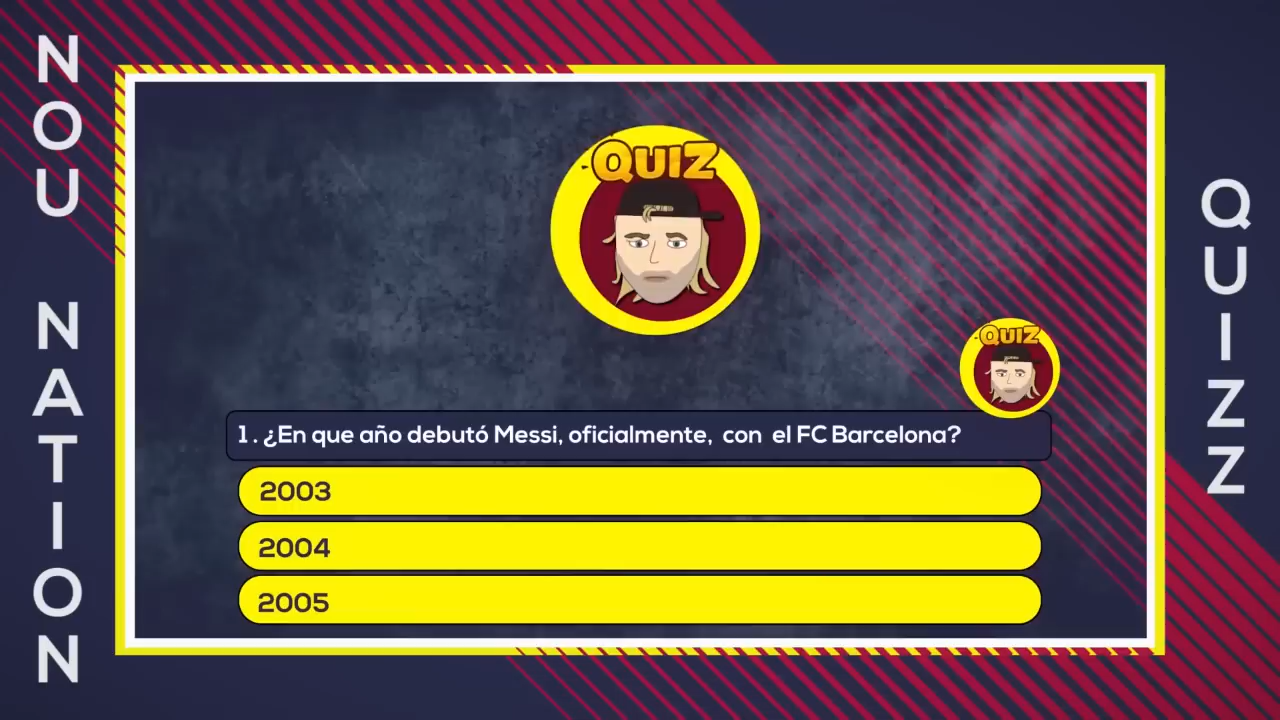 NOU NATION
QUIZ
QUIZ
1. ¿En que año debutó Messi, oficialmente, con el FC Barcelona?
2003
2004
2005
QUIZZ